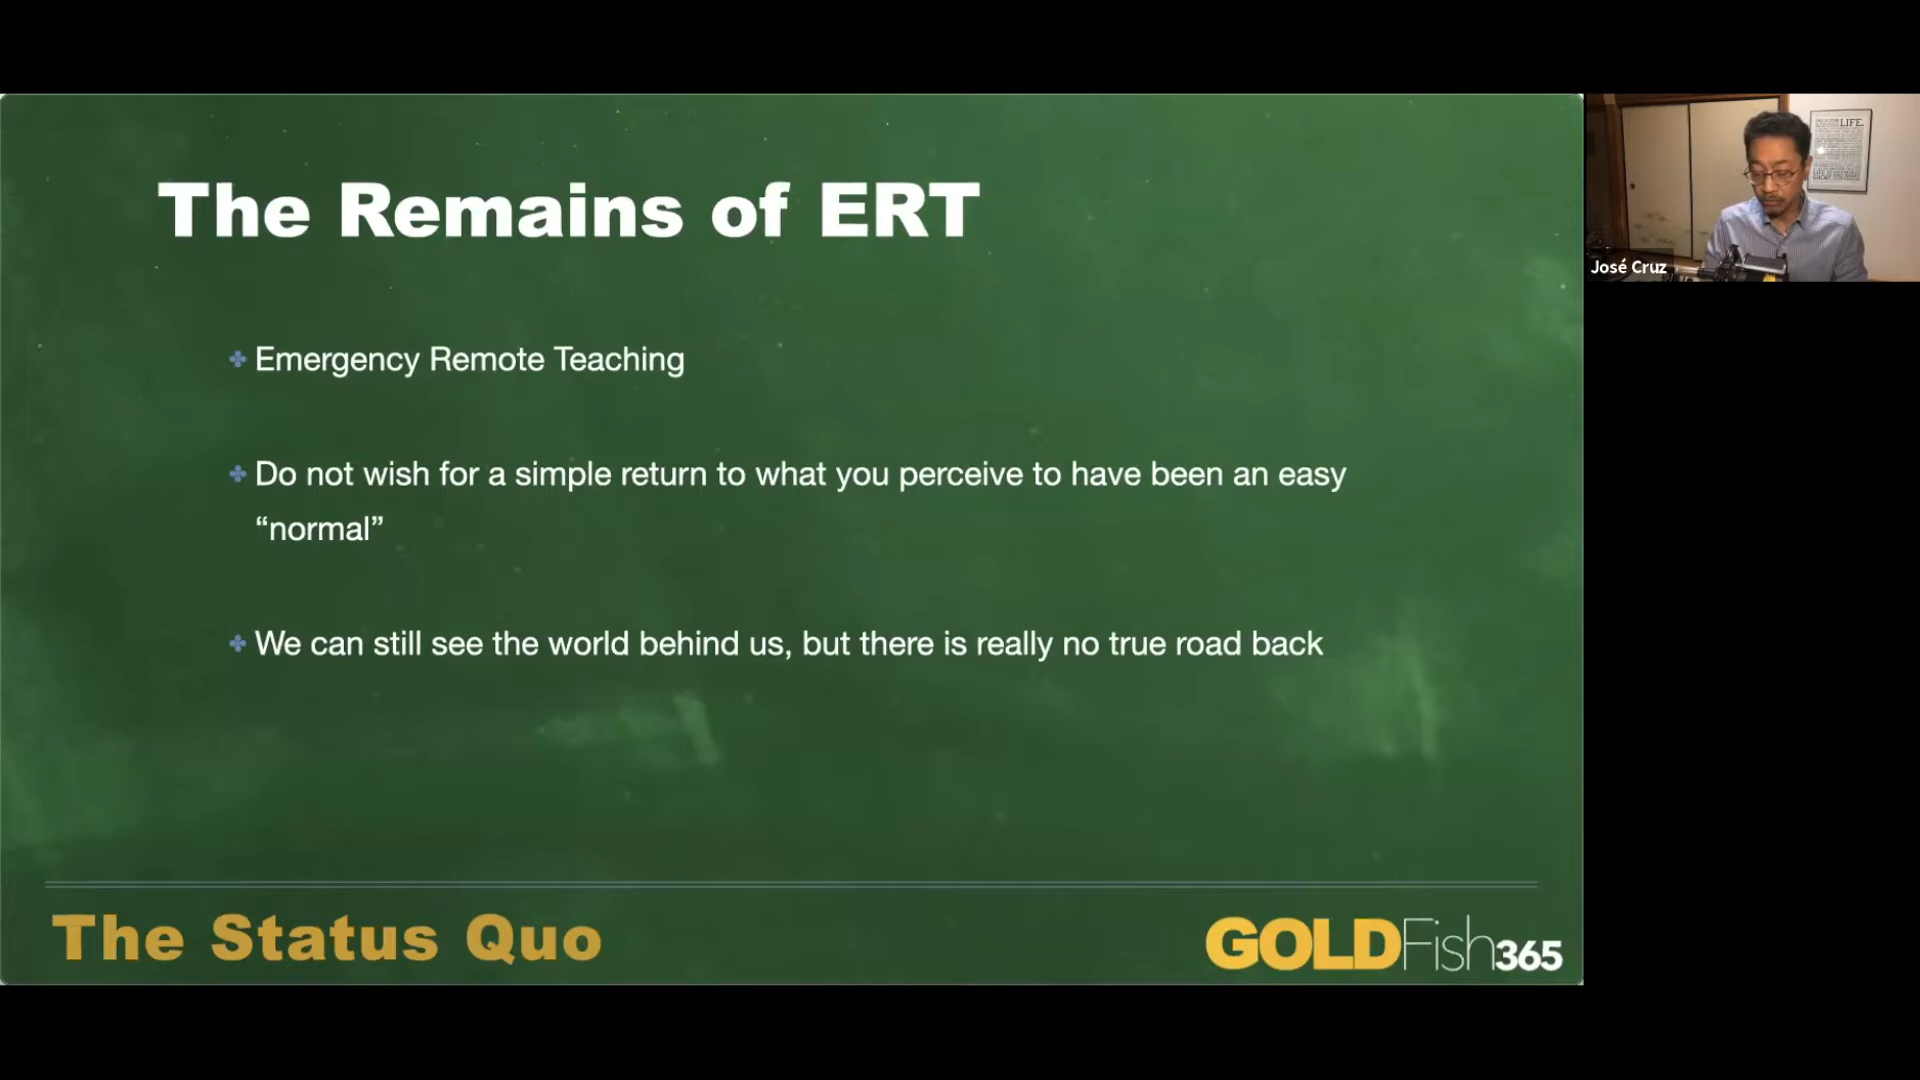 The Remains of ERT
Emergency Remote Teaching
Do not wish for a simple return to what you perceive to have been an easy
“normal”
We can still see the world behind us, but there is really no true road back
The Status Quo
GOLDFish365
LIFE.
José Cruz